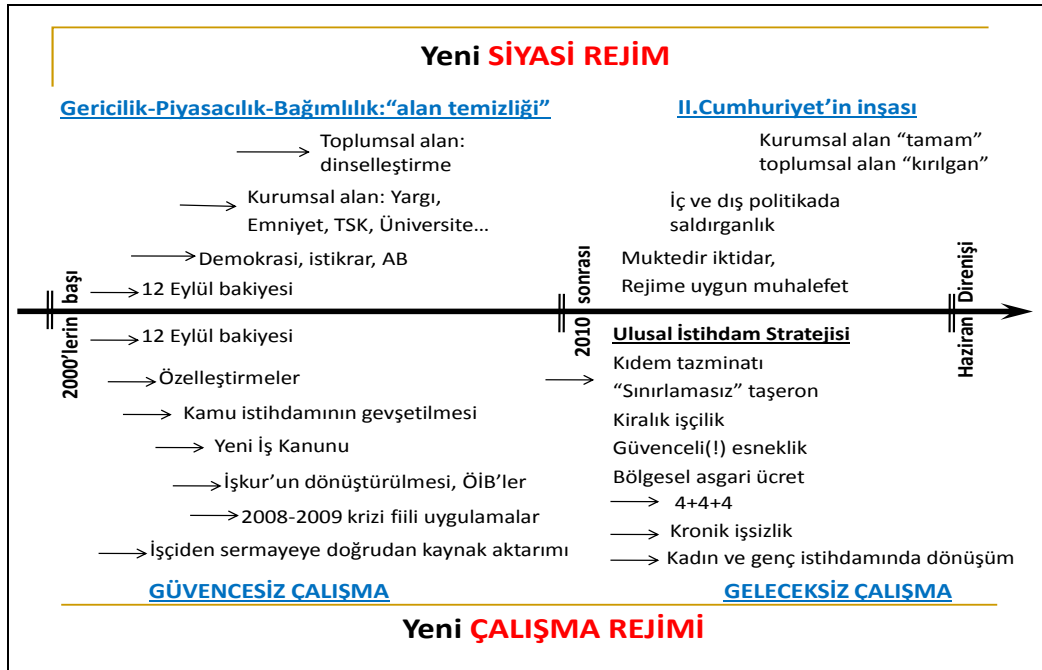 Yeni SİYASİ REJİM
Gericilik-Piyasacılık-Bağımlılık:“alan temizliği”
Toplumsal alan:
dinselleştirme
Kurumsal alan: Yargı,
Emniyet, TSK, Üniversite...
Demokrasi, istikrar, AB
12 Eylül bakiyesi
II.Cumhuriyet’in inşası
Kurumsal alan “tamam”
toplumsal alan “kırılgan”
İç ve dış politikada
saldırganlık
Muktedir iktidar,
Rejime uygun muhalefet
2000’lerin başı
2010 sonrası
Haziran Direnişi
12 Eylül bakiyesi
Özelleştirmeler
Kamu istihdamının gevşetilmesi
Yeni İş Kanunu
İşkur’un dönüştürülmesi, ÖİB’ler
2008-2009 krizi fiili uygulamalar
İşçiden sermayeye doğrudan kaynak aktarımı
GÜVENCESİZ ÇALIŞMA
Ulusal İstihdam Stratejisi
Kıdem tazminatı
“Sınırlamasız” taşeron
Kiralık işçilik
Güvenceli(!) esneklik
Bölgesel asgari ücret
4+4+4
Kronik işsizlik
Kadın ve genç istihdamında dönüşüm
GELECEKSİZ ÇALIŞMA
Yeni ÇALIŞMA REJİMİ